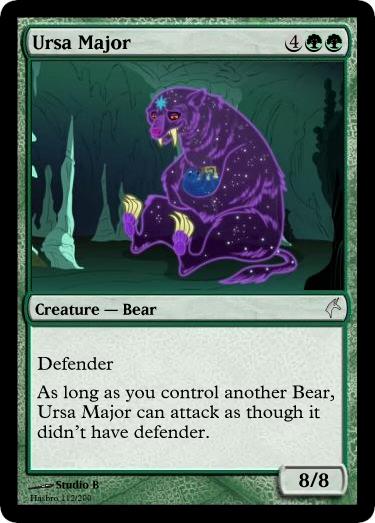 Ursa Major 4
Creature — Bear
Defender
As long as you control another Bear,
Ursa Major can attack as though it
didn't have defender.
8/8
Studio B
Hasbro 112/200